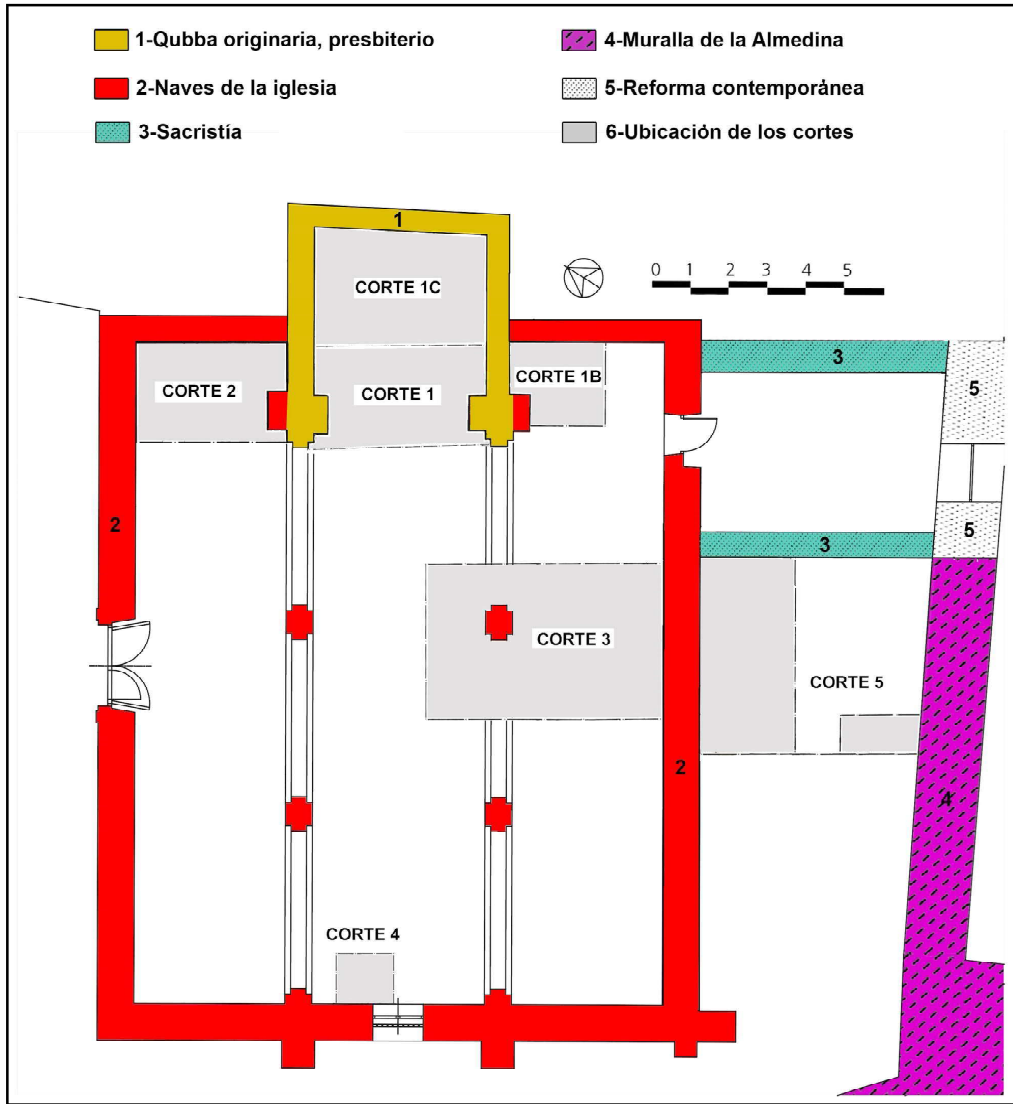 1-Qubba originaria, presbiterio
2-Naves de la iglesia
3-Sacristía
4-Muralla de la Almedina
5-Reforma contemporánea
6-Ubicación de los cortes
1
CORTE 1C
0 1 2 3 4 5
CORTE 2
CORTE 1
CORTE 1B
3
5
2
5
3
CORTE 3
CORTE 5
2
4
CORTE 4